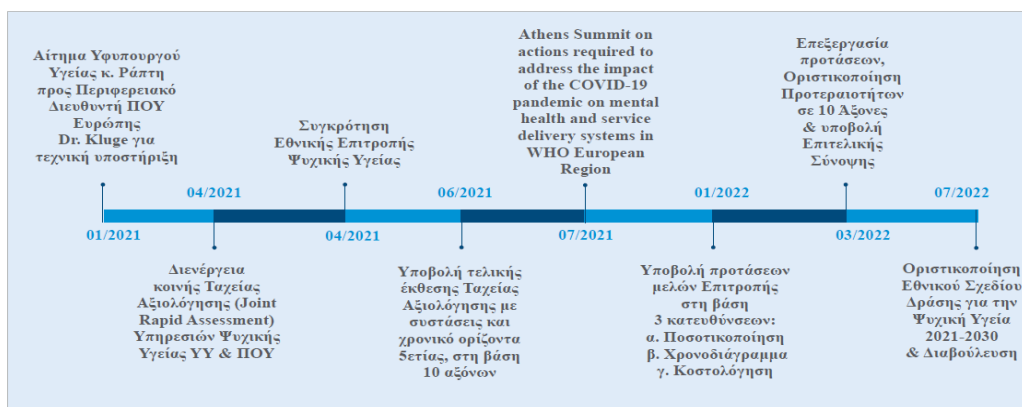 Αίτημα Υφυπουργού
Υγείας κ. Ράπτη
προς Περιφερειακό
Διευθυντή ΠΟΥ
Ευρώπης
Dr. Kluge για
τεχνική υποστήριξη
01/2021
04/2021
Διενέργεια
κοινής Ταχείας
Αξιολόγησης (Joint
Rapid Assessment)
Υπηρεσιών Ψυχικής
Υγείας ΥΥ & ΠΟΥ
Συγκρότηση
Εθνικής Επιτροπής
Ψυχικής Υγείας
04/2021
06/2021
Υποβολή τελικής
έκθεσης Ταχείας
Αξιολόγησης με
συστάσεις και
χρονικό ορίζοντα
5ετίας, στη βάση
10 αξόνων
Athens Summit on
actions required to
address the impact
of the COVID-19
pandemic on mental
health and service
delivery systems in
WHO European
Region
07/2021
01/2022
Υποβολή προτάσεων
μελών Επιτροπής
στη βάση
3 κατευθύνσεων:
α. Ποσοτικοποίηση
β. Χρονοδιάγραμμα
γ. Κοστολόγηση
Επεξεργασία
προτάσεων,
Οριστικοποίηση
Προτεραιοτήτων
σε 10 Άξονες
& υποβολή
Επιτελικής
Σύνοψης
03/2022
07/2022
Οριστικοποίηση
Εθνικού Σχεδίου
Δράσης για την
Ψυχική Υγεία
2021-2030
& Διαβούλευση